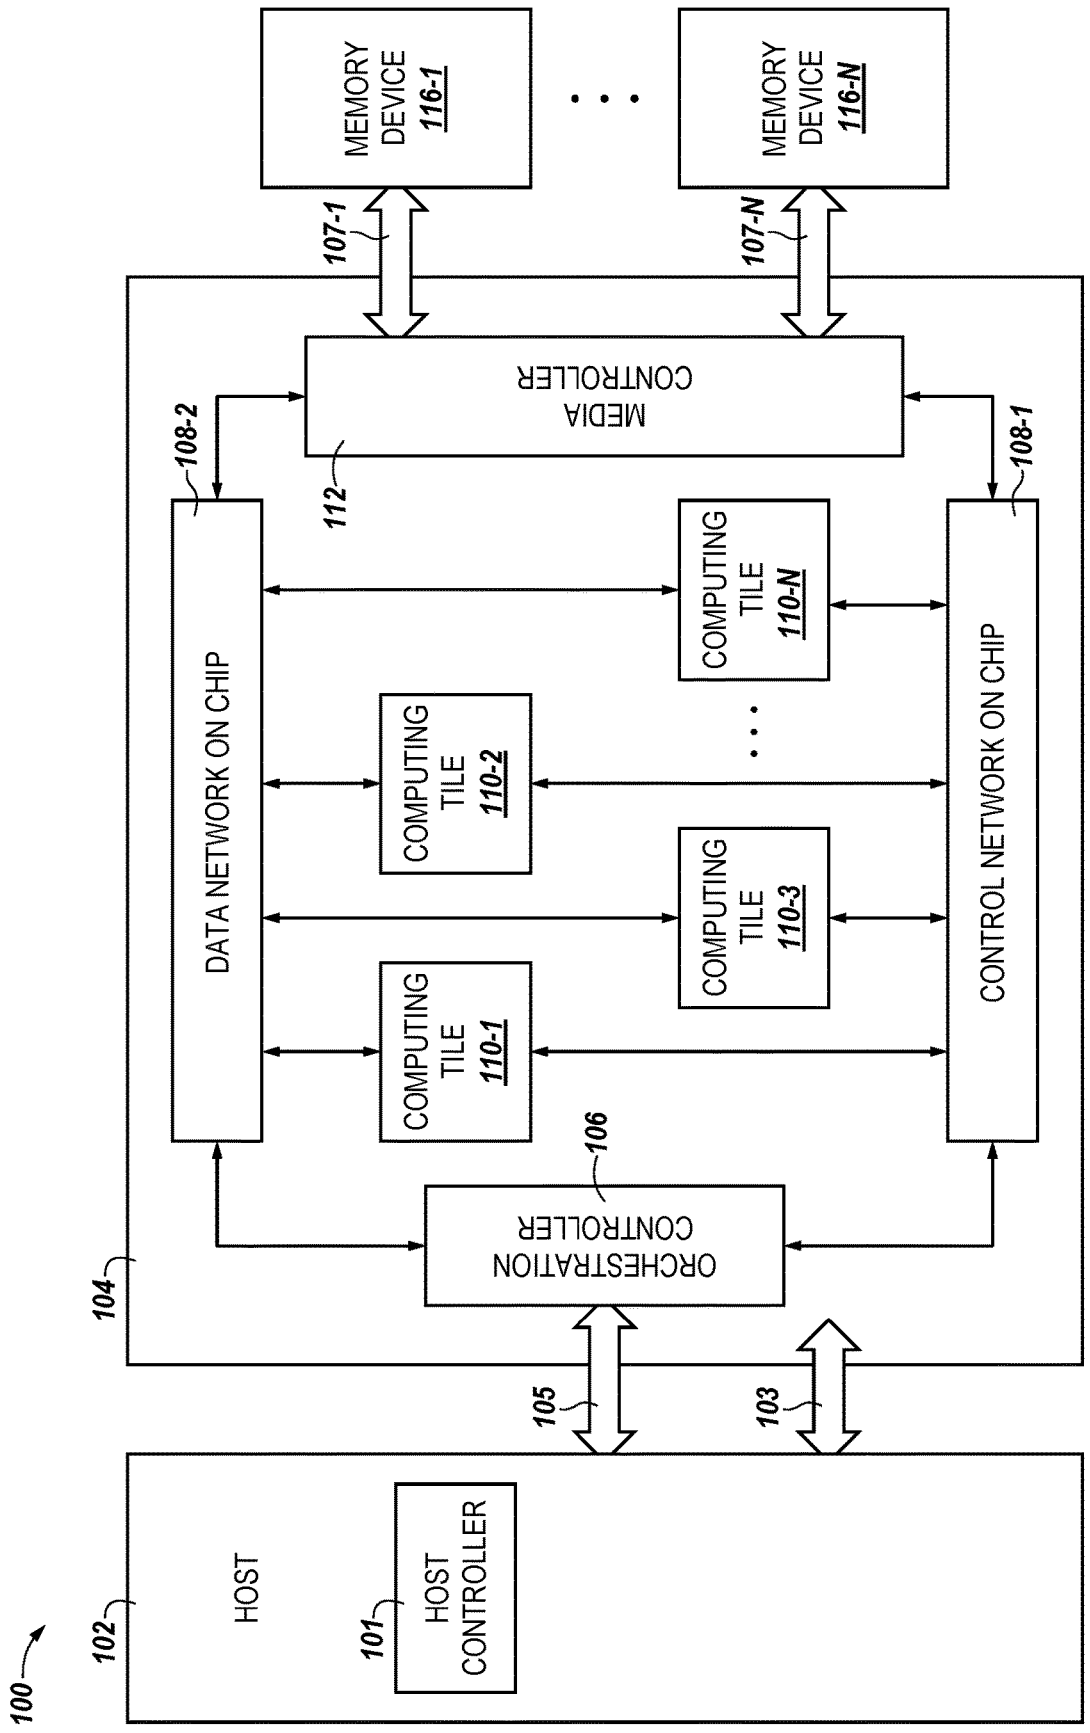 100
102
HOST
101
HOST
CONTROLLER
105
103
104
ORCHESTRATION
CONTROLLER
106
DATA NETWORK ON CHIP
108-2
COMPUTING
TILE
110-1
COMPUTING
TILE
110-2
COMPUTING
TILE
110-3
COMPUTING
TILE
110-N
CONTROL NETWORK ON CHIP
108-1
112
MEDIA
CONTROLLER
107-1
107-N
MEMORY
DEVICE
116-1
MEMORY
DEVICE
116-N